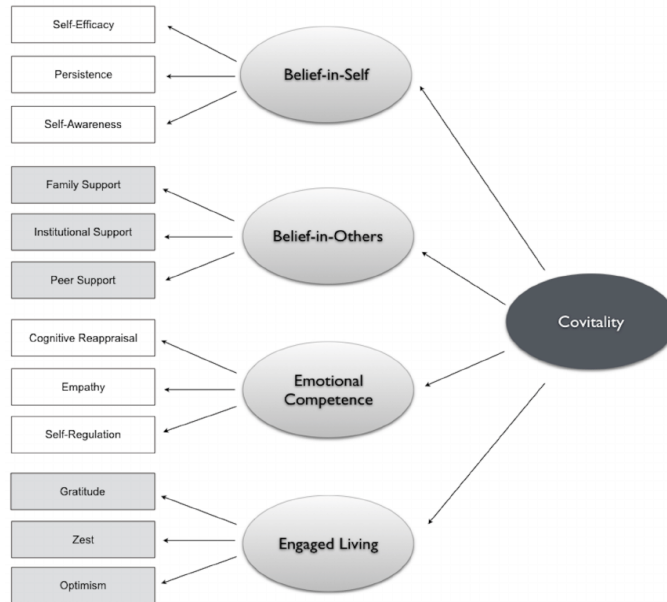 Self-Efficacy
Persistence
Self-Awareness
Belief-in-Self
Family Support
Institutional Support
Peer Support
Belief-in-Others
Covitality
Cognitive Reappraisal
Empathy
Self-Regulation
Emotional
Competence
Gratitude
Zest
Optimism
Engaged Living